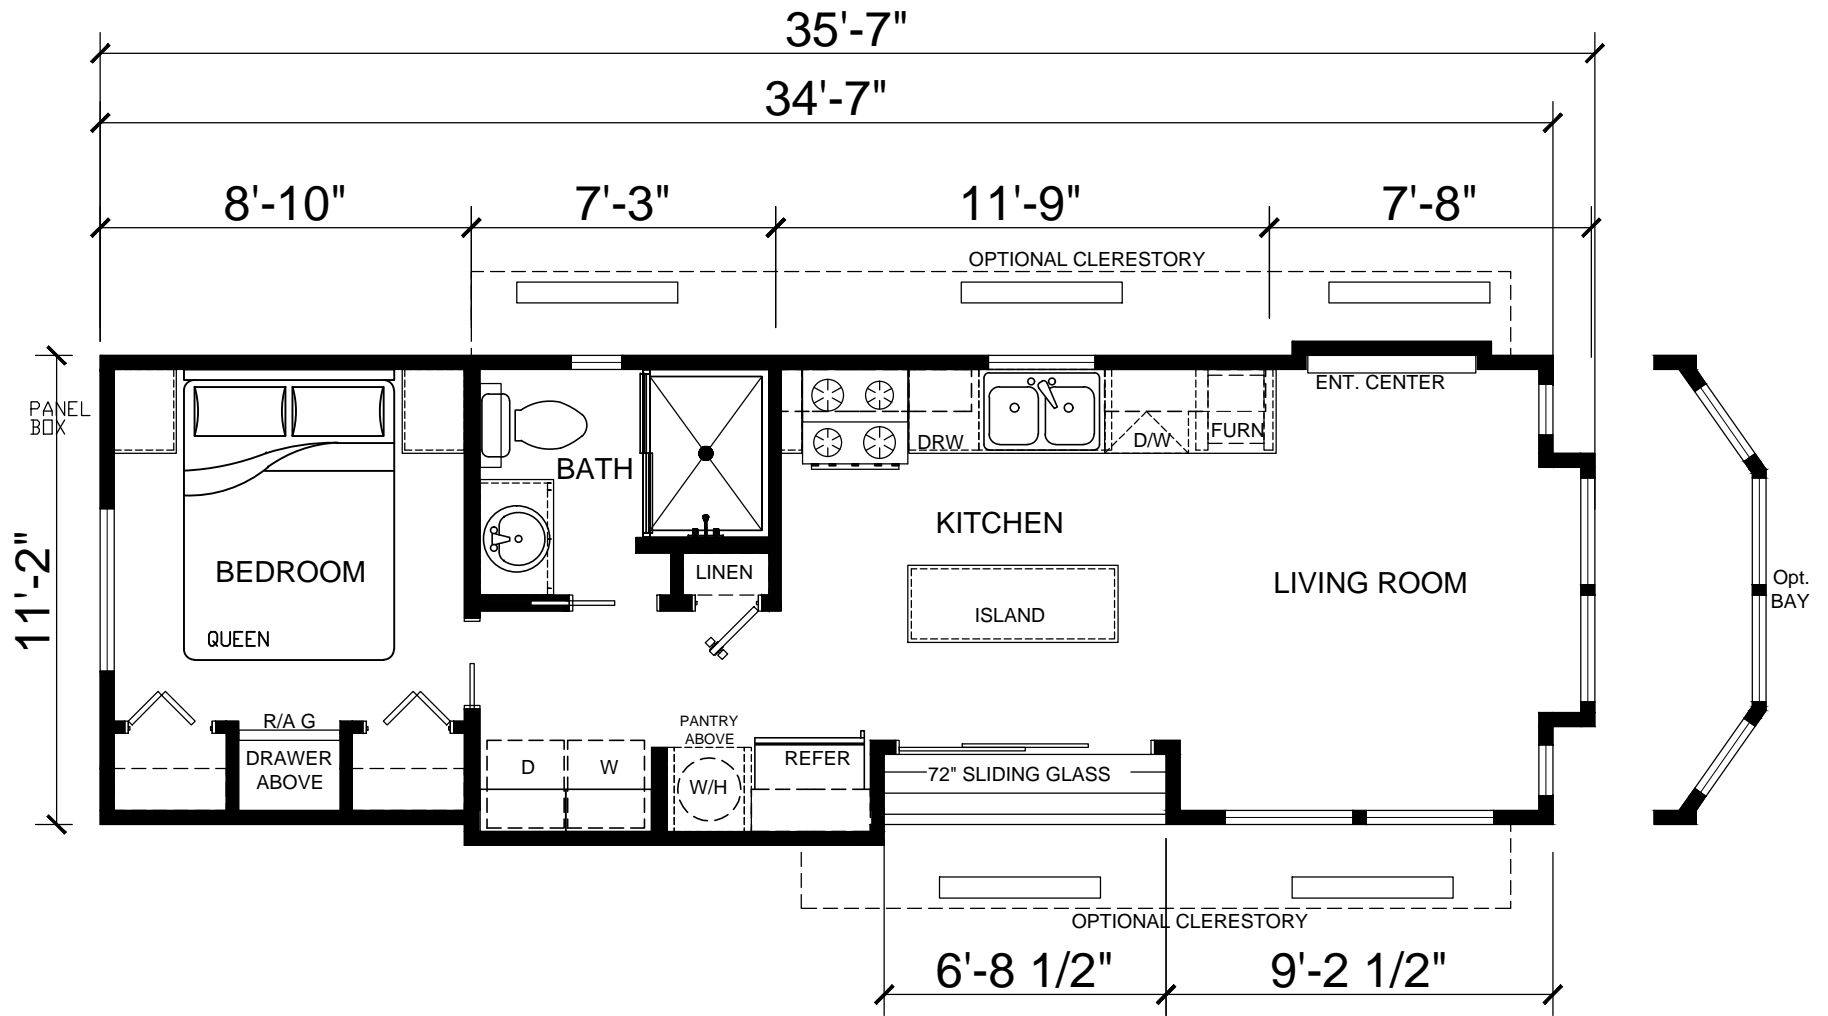 35'-7"
34'-7"
8'-10"
7'-3"
11'-9"
7'-8"
OPTIONAL CLERESTORY
ENT. CENTER
PANEL
BOX
DRW
D/W
FURN
BATH
KITCHEN
11'-2"
BEDROOM
LINEN
LIVING ROOM
Opt.
BAY
ISLAND
QUEEN
R/A G
DRAWER
ABOVE
D
W
PANTRY
ABOVE
W/H
REFER
72" SLIDING GLASS
OPTIONAL CLERESTORY
6'-8 1/2"
9'-2 1/2"